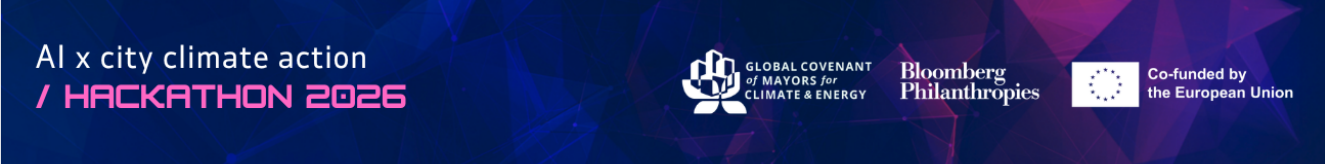 AI x city climate action
/ HACKATHON 2026
GLOBAL COVENANT
of MAYORS for
CLIMATE & ENERGY
Bloomberg
Philanthropies
Co-funded by
the European Union